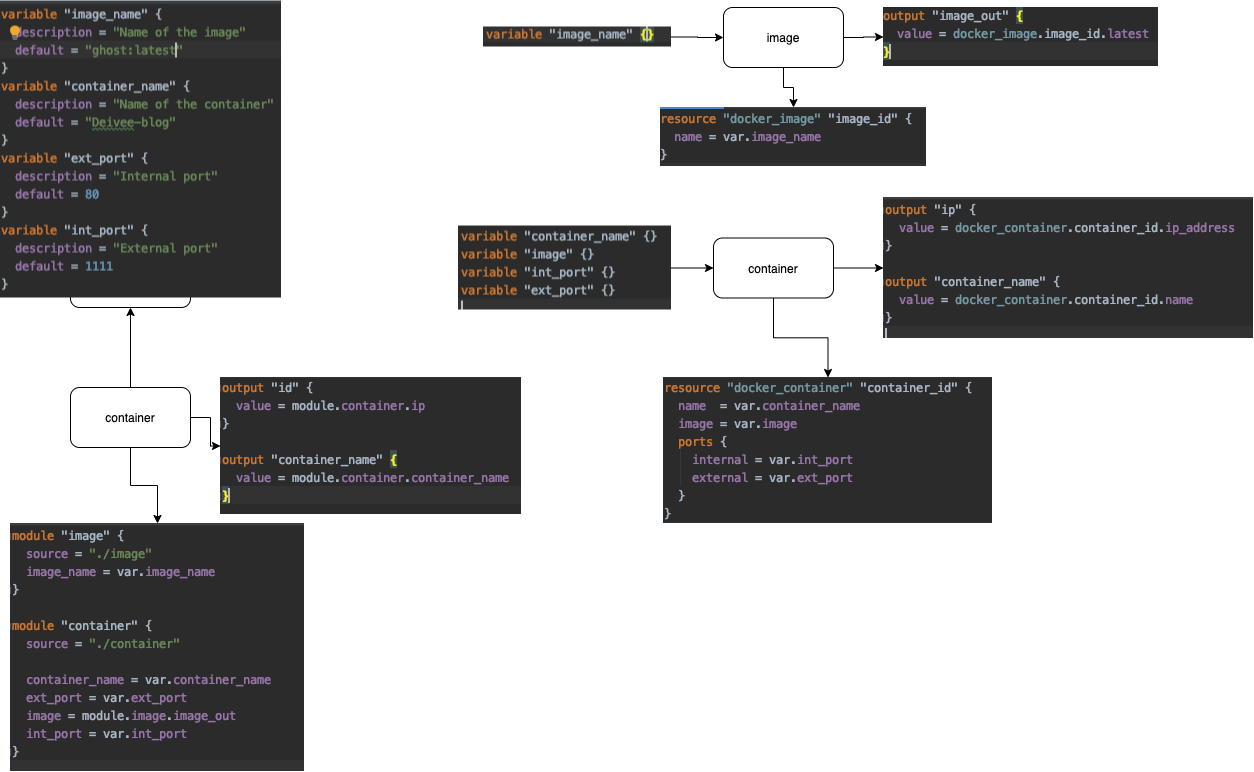 variable "image_name" {
description = "Name of the image"
default = "ghost:latest"
}
variable "container_name" {
description = "Name of the container"
default = "Deivee-blog"
}
variable "ext_port" {
description = "Internal port"
default = 80
}
variable "int_port" {
description = "External port"
default = 1111
}
container
output "id" {
value = module.container.ip
}
output "container_name" {
value = module.container.container_name
}
module "image" {
source = "./image"
image_name = var.image_name
}
module "container" {
source = "./container"
container_name = var.container_name
ext_port = var.ext_port
image = module.image.image_out
int_port = var.int_port
}
variable "image_name" {}
image
output "image_out" {
value = docker_image.image_id.latest
}
resource "docker_image" "image_id" {
name = var.image_name
}
variable "container_name" {}
variable "image" {}
variable "int_port" {}
variable "ext_port" {}
container
output "ip" {
value = docker_container.container_id.ip_address
}
output "container_name" {
value = docker_container.container_id.name
}
resource "docker_container" "container_id" {
name = var.container_name
image = var.image
ports {
internal = var.int_port
external = var.ext_port
}
}